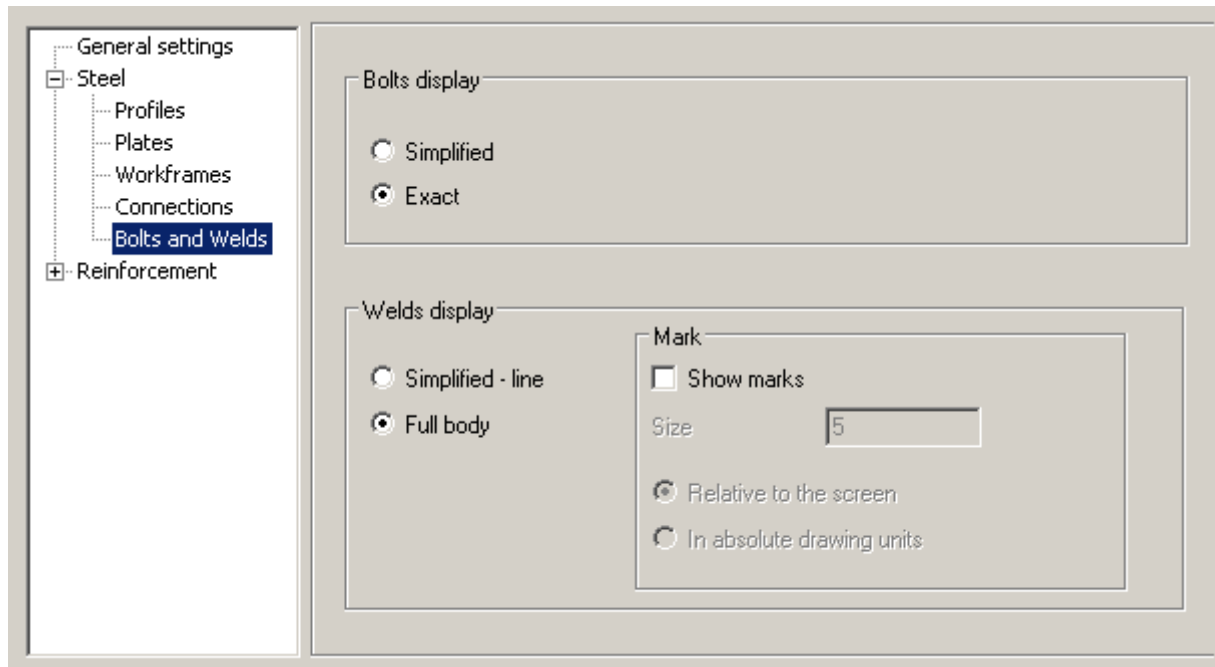 General settings
Steel
Profiles
Plates
Workframes
Connections
Bolts and Welds
Reinforcement
Bolts display
Simplified
Exact
Welds display
Simplified - line
Full body
Mark
Show marks
Size 5
Relative to the screen
In absolute drawing units